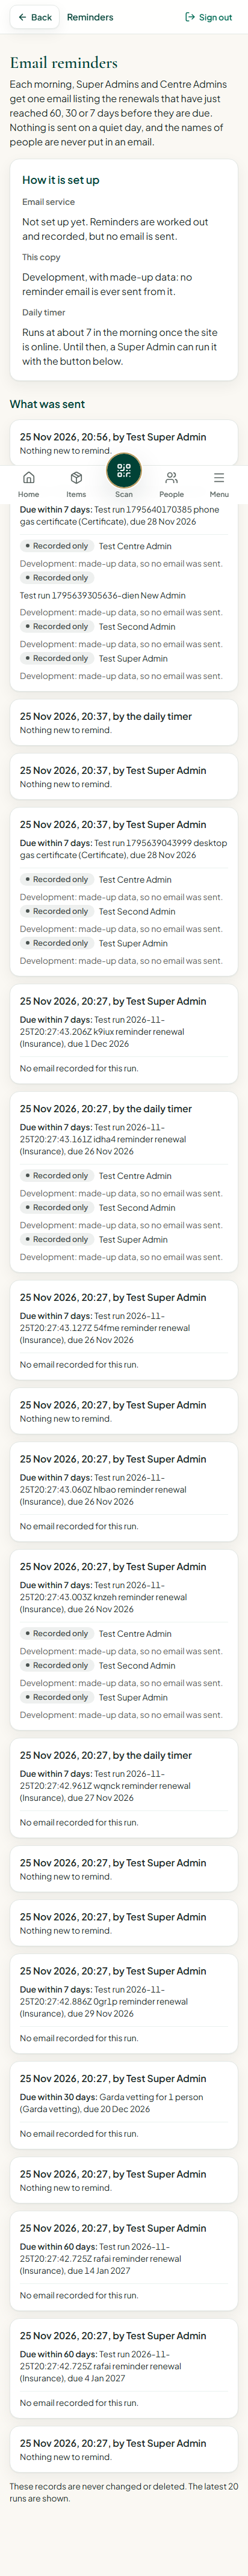 Back
Reminders
Sign out
Email reminders
Each morning, Super Admins and Centre Admins
get one email listing the renewals that have just
reached 60, 30 or 7 days before they are due.
Nothing is sent on a quiet day, and the names of
people are never put in an email.
How it is set up
Email service
Not set up yet. Reminders are worked out
and recorded, but no email is sent.
This copy
Development, with made-up data: no
reminder email is ever sent from it.
Daily timer
Runs at about 7 in the morning once the site
is online. Until then, a Super Admin can run it
with the button below.
What was sent
25 Nov 2026, 20:56, by Test Super Admin
Nothing new to remind.
Home
Items
Scan
People
Menu
Due within 7 days: Test run 1795640170385 phone
gas certificate (Certificate), due 28 Nov 2026
Recorded only Test Centre Admin
Development: made-up data, so no email was sent.
Recorded only
Test run 1795639305636-dien New Admin
Development: made-up data, so no email was sent.
Recorded only Test Second Admin
Development: made-up data, so no email was sent.
Recorded only Test Super Admin
Development: made-up data, so no email was sent.
25 Nov 2026, 20:37, by the daily timer
Nothing new to remind.
25 Nov 2026, 20:37, by Test Super Admin
Nothing new to remind.
25 Nov 2026, 20:37, by Test Super Admin
Due within 7 days: Test run 1795639043999 desktop
gas certificate (Certificate), due 28 Nov 2026
Recorded only Test Centre Admin
Development: made-up data, so no email was sent.
Recorded only Test Second Admin
Development: made-up data, so no email was sent.
Recorded only Test Super Admin
Development: made-up data, so no email was sent.
25 Nov 2026, 20:27, by Test Super Admin
Due within 7 days: Test run 2026-11-
25T20:27:43.206Z k9iux reminder renewal
(Insurance), due 1 Dec 2026
No email recorded for this run.
25 Nov 2026, 20:27, by the daily timer
Due within 7 days: Test run 2026-11-
25T20:27:43.161Z idha4 reminder renewal
(Insurance), due 26 Nov 2026
Recorded only Test Centre Admin
Development: made-up data, so no email was sent.
Recorded only Test Second Admin
Development: made-up data, so no email was sent.
Recorded only Test Super Admin
Development: made-up data, so no email was sent.
25 Nov 2026, 20:27, by Test Super Admin
Due within 7 days: Test run 2026-11-
25T20:27:43.127Z 54fme reminder renewal
(Insurance), due 26 Nov 2026
No email recorded for this run.
25 Nov 2026, 20:27, by Test Super Admin
Nothing new to remind.
25 Nov 2026, 20:27, by Test Super Admin
Due within 7 days: Test run 2026-11-
25T20:27:43.060Z hlbao reminder renewal
(Insurance), due 26 Nov 2026
No email recorded for this run.
25 Nov 2026, 20:27, by Test Super Admin
Due within 7 days: Test run 2026-11-
25T20:27:43.003Z knzeh reminder renewal
(Insurance), due 26 Nov 2026
Recorded only Test Centre Admin
Development: made-up data, so no email was sent.
Recorded only Test Second Admin
Development: made-up data, so no email was sent.
Recorded only Test Super Admin
Development: made-up data, so no email was sent.
25 Nov 2026, 20:27, by the daily timer
Due within 7 days: Test run 2026-11-
25T20:27:42.961Z wqnck reminder renewal
(Insurance), due 27 Nov 2026
No email recorded for this run.
25 Nov 2026, 20:27, by Test Super Admin
Nothing new to remind.
25 Nov 2026, 20:27, by Test Super Admin
Nothing new to remind.
25 Nov 2026, 20:27, by Test Super Admin
Due within 7 days: Test run 2026-11-
25T20:27:42.886Z 0gr1p reminder renewal
(Insurance), due 29 Nov 2026
No email recorded for this run.
25 Nov 2026, 20:27, by Test Super Admin
Due within 30 days: Garda vetting for 1 person
(Garda vetting), due 20 Dec 2026
No email recorded for this run.
25 Nov 2026, 20:27, by Test Super Admin
Nothing new to remind.
25 Nov 2026, 20:27, by Test Super Admin
Due within 60 days: Test run 2026-11-
25T20:27:42.725Z rafai reminder renewal
(Insurance), due 14 Jan 2027
No email recorded for this run.
25 Nov 2026, 20:27, by Test Super Admin
Due within 60 days: Test run 2026-11-
25T20:27:42.725Z rafai reminder renewal
(Insurance), due 4 Jan 2027
No email recorded for this run.
25 Nov 2026, 20:27, by Test Super Admin
Nothing new to remind.
These records are never changed or deleted. The latest 20
runs are shown.